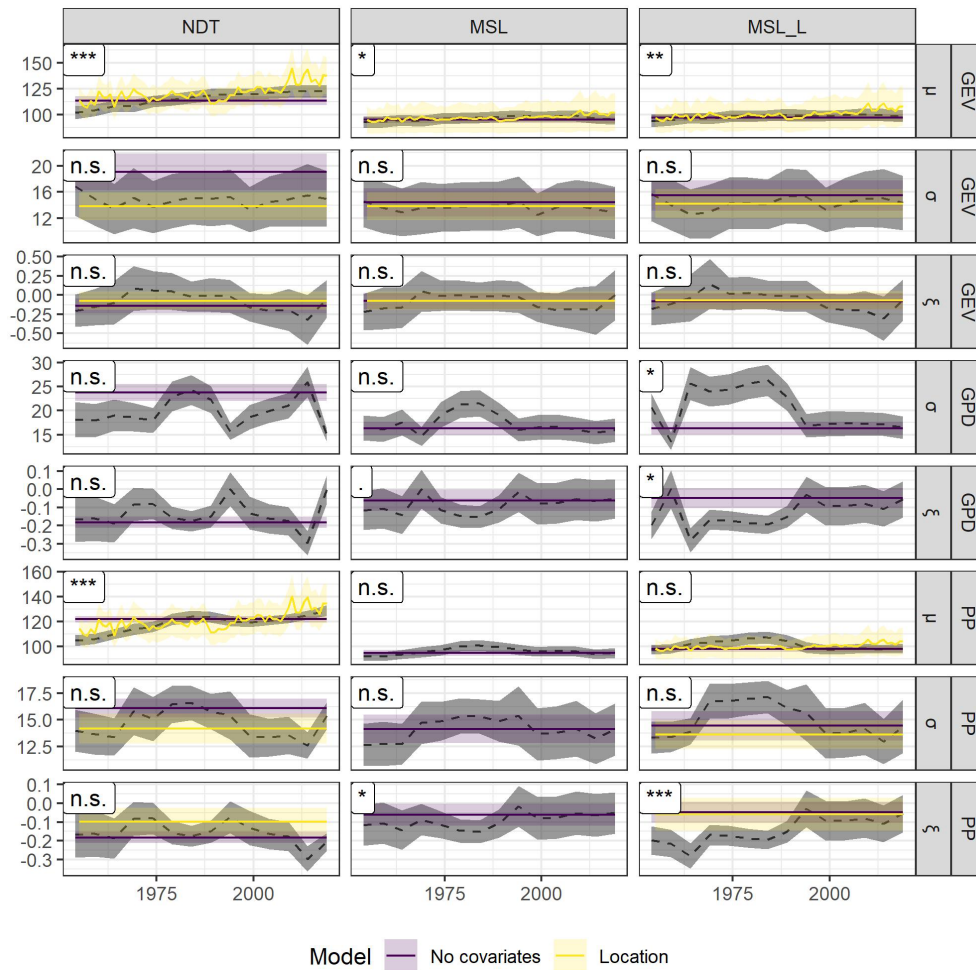 NDT MSL MSL_L
150
125
100
*** * ** μ GEV
20
16
12
n.s. n.s. n.s. σ GEV
0.50
0.25
0.00
-0.25
-0.50
n.s. n.s. n.s. ξ GEV
30
25
20
15
n.s. n.s. * σ GPD
0.1
0.0
-0.1
-0.2
-0.3
n.s. . * ξ GPD
160
140
120
100
*** n.s. n.s. μ PP
17.5
15.0
12.5
n.s. n.s. n.s. σ PP
0.1
0.0
-0.1
-0.2
-0.3
n.s. * *** ξ PP
1975 2000 1975 2000 1975 2000
Model No covariates Location